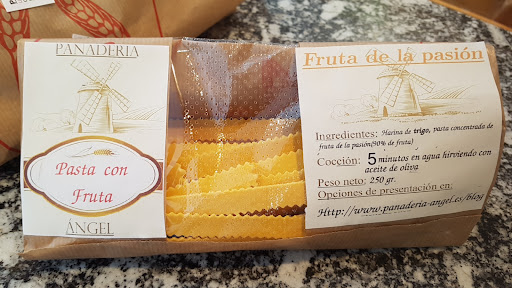 PANADERIA
Pasta con
Fruta
ÁNGEL
Fruta de la pasión
Ingredientes: Harina de trigo, pasta concentrada de
fruta de la pasión(90% de fruta)
Cocción: 5 minutos en agua hirviendo con
aceite de oliva
Peso neto: 250 gr.
Opciones de presentación en:
Http://www.panaderia-angel.es/blog